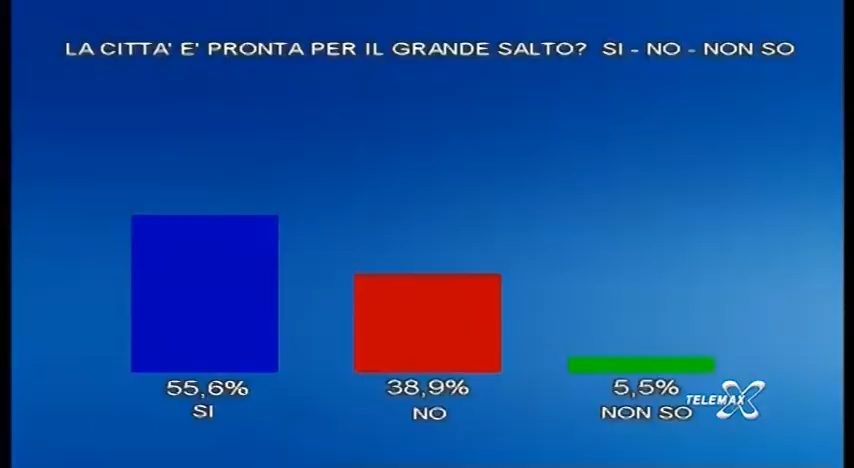 LA CITTA' E' PRONTA PER IL GRANDE SALTO? SI - NO - NON SO
55,6% 38,9% 5,5%
SI NO NON SO
TELEMAX